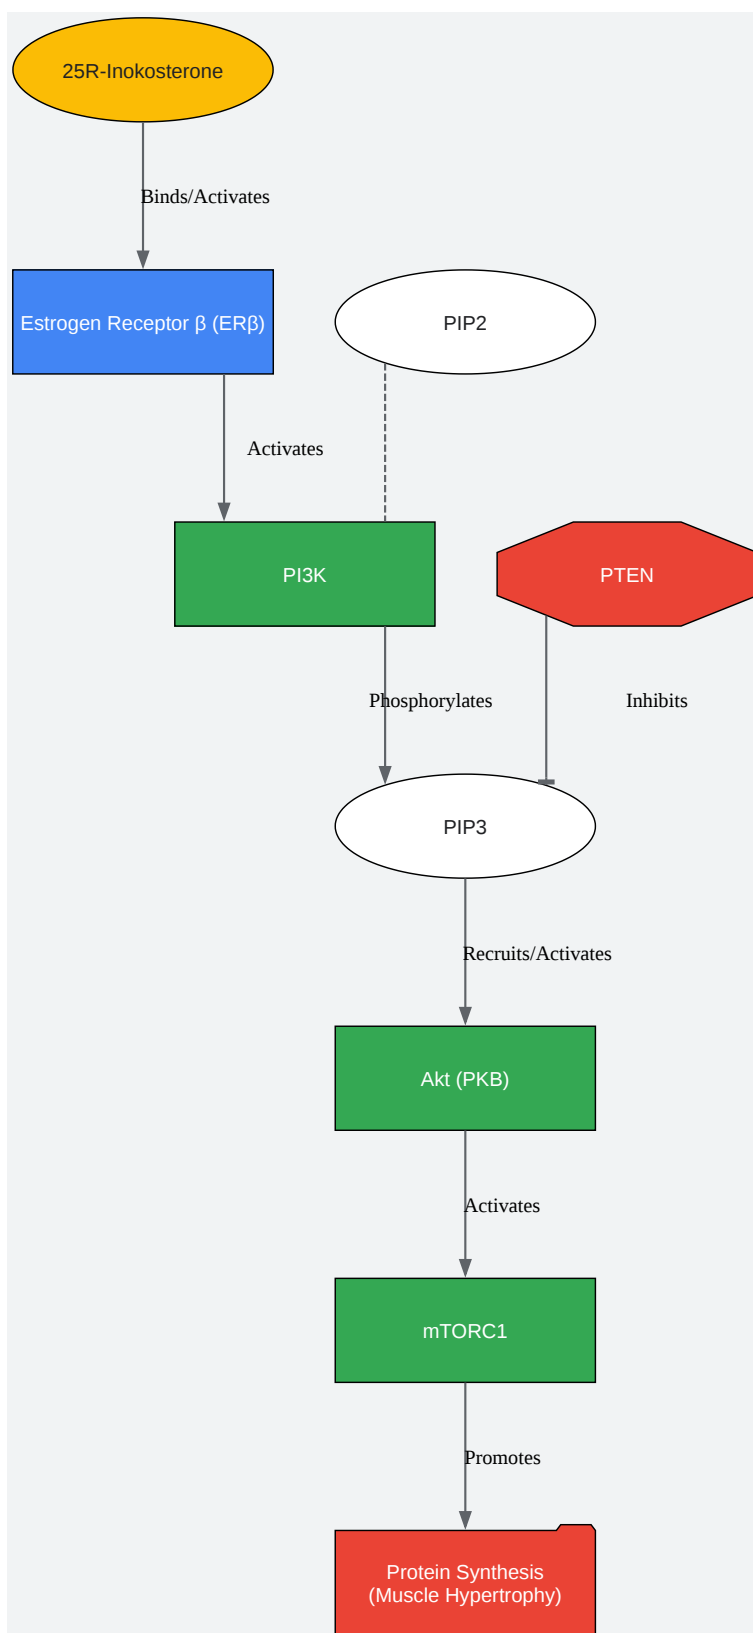 25R-Inokosterone
Binds/Activates
Estrogen Receptor β (ERβ)
PIP2
Activates
PI3K
PTEN
Phosphorylates
Inhibits
PIP3
Recruits/Activates
Akt (PKB)
Activates
mTORC1
Promotes
Protein Synthesis
(Muscle Hypertrophy)